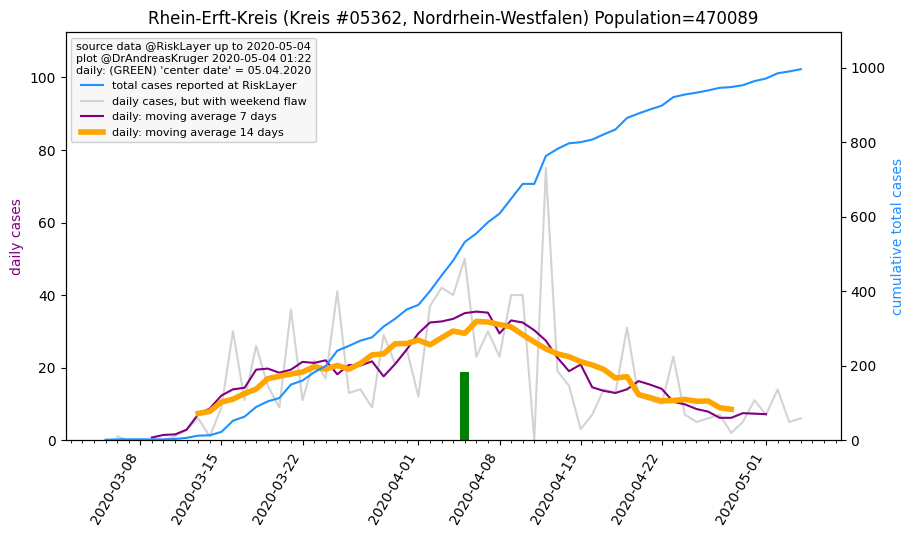 Rhein-Erft-Kreis (Kreis #05362, Nordrhein-Westfalen) Population=470089
source data @RiskLayer up to 2020-05-04
plot @DrAndreasKruger 2020-05-04 01:22
daily: (GREEN) 'center date' = 05.04.2020
total cases reported at RiskLayer
daily cases, but with weekend flaw
daily: moving average 7 days
daily: moving average 14 days
daily cases
0
20
40
60
80
100
cumulative total cases
0
200
400
600
800
1000
2020-03-08
2020-03-15
2020-03-22
2020-04-01
2020-04-08
2020-04-15
2020-04-22
2020-05-01